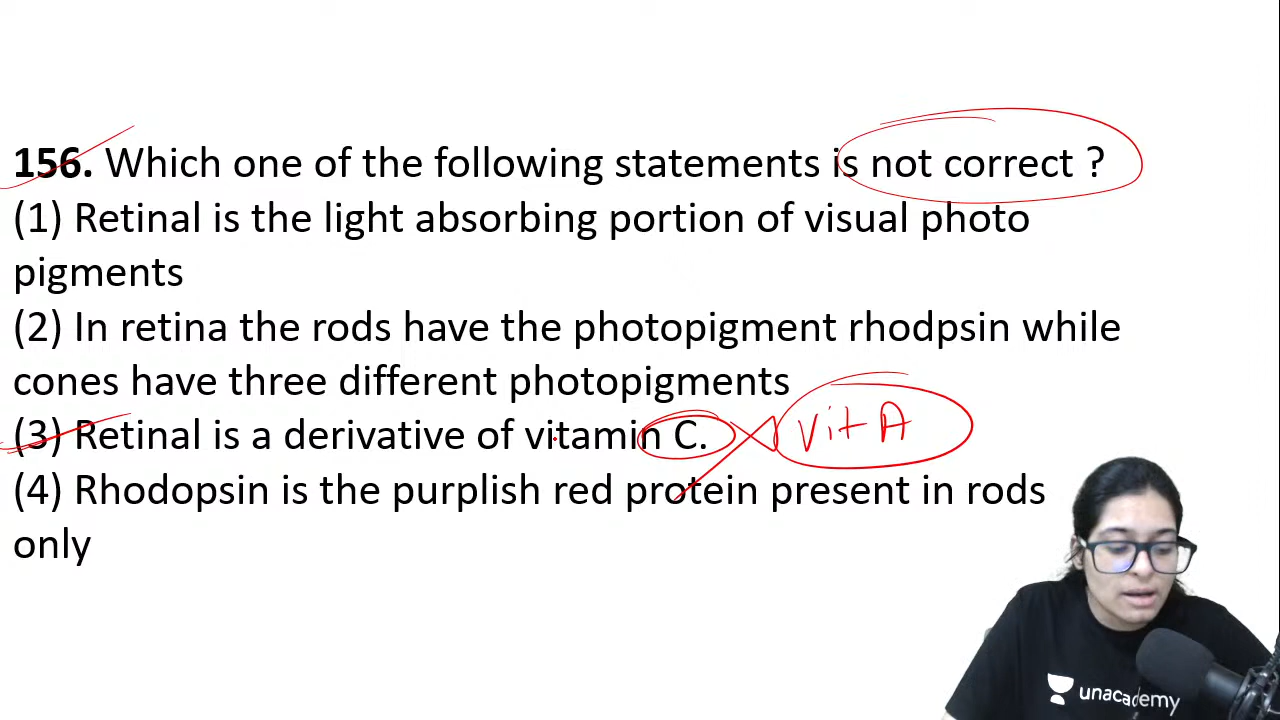 156. Which one of the following statements is not correct ?
(1) Retinal is the light absorbing portion of visual photo
pigments
(2) In retina the rods have the photopigment rhodpsin while
cones have three different photopigments
(3) Retinal is a derivative of vitamin C. vit A
(4) Rhodopsin is the purplish red protein present in rods
only
unacademy